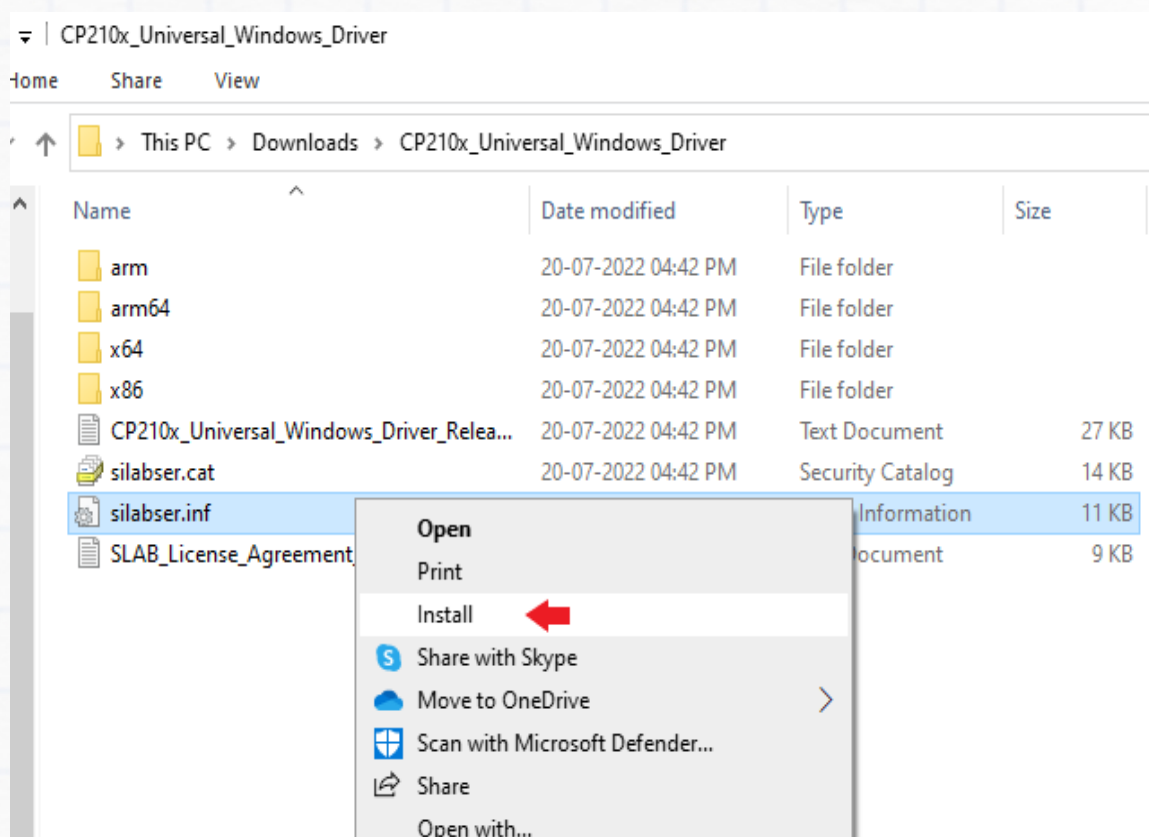 CP210x_Universal_Windows_Driver
Home Share View
This PC > Downloads > CP210x_Universal_Windows_Driver
Name Date modified Type Size
arm 20-07-2022 04:42 PM File folder
arm64 20-07-2022 04:42 PM File folder
x64 20-07-2022 04:42 PM File folder
x86 20-07-2022 04:42 PM File folder
CP210x_Universal_Windows_Driver_Relea... 20-07-2022 04:42 PM Text Document 27 KB
silabser.cat 20-07-2022 04:42 PM Security Catalog 14 KB
silabser.inf Information 11 KB
SLAB_License_Agreement_ ocument 9 KB
Open
Print
Install
Share with Skype
Move to OneDrive
Scan with Microsoft Defender...
Share
Open with...